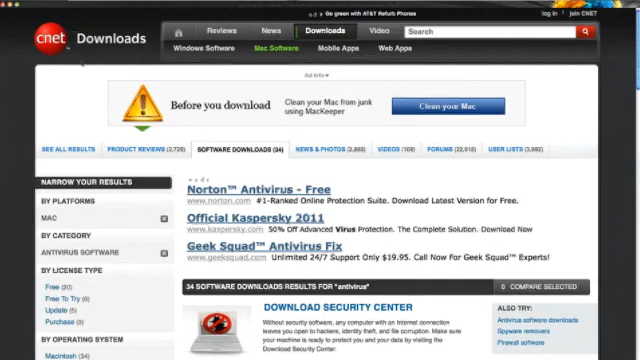 ads Go green with AT&T Refurb Phones
log in | join CNET
cnet Downloads
Reviews News Downloads Video Search
Windows Software Mac Software Mobile Apps Web Apps
Ad Info
Before you download
Clean your Mac from junk
using MacKeeper
Clean your Mac
SEE ALL RESULTS PRODUCT REVIEWS (3,729) SOFTWARE DOWNLOADS (34) NEWS & PHOTOS (2,880) VIDEOS (109) FORUMS (22,918) USER LISTS (3,992)
NARROW YOUR RESULTS
BY PLATFORMS
MAC
BY CATEGORY
ANTIVIRUS SOFTWARE
BY LICENSE TYPE
Free (20)
Free To Try (6)
Update (5)
Purchase (3)
BY OPERATING SYSTEM
Macintosh (34)
ads
Norton™ Antivirus - Free
www.norton.com #1-Ranked Online Protection Suite. Download Latest Version for Free.
Official Kaspersky 2011
www.kaspersky.com 50% Off Advanced Virus Protection. The Complete Solution. Download Now
Geek Squad™ Antivirus Fix
www.geeksquad.com Unlimited 24/7 Support Only $19.95. Call Now For Geek Squad™ Experts!
34 SOFTWARE DOWNLOADS RESULTS FOR "antivirus"
0 COMPARE SELECTED
DOWNLOAD SECURITY CENTER
Without security software, any computer with an Internet connection
leaves you open to hackers, identity theft, and file corruption. Make sure
your machine is ready to protect you and your data by visiting the
Download Security Center.
ALSO TRY:
Antivirus software downloads
Spyware removers
Firewall software